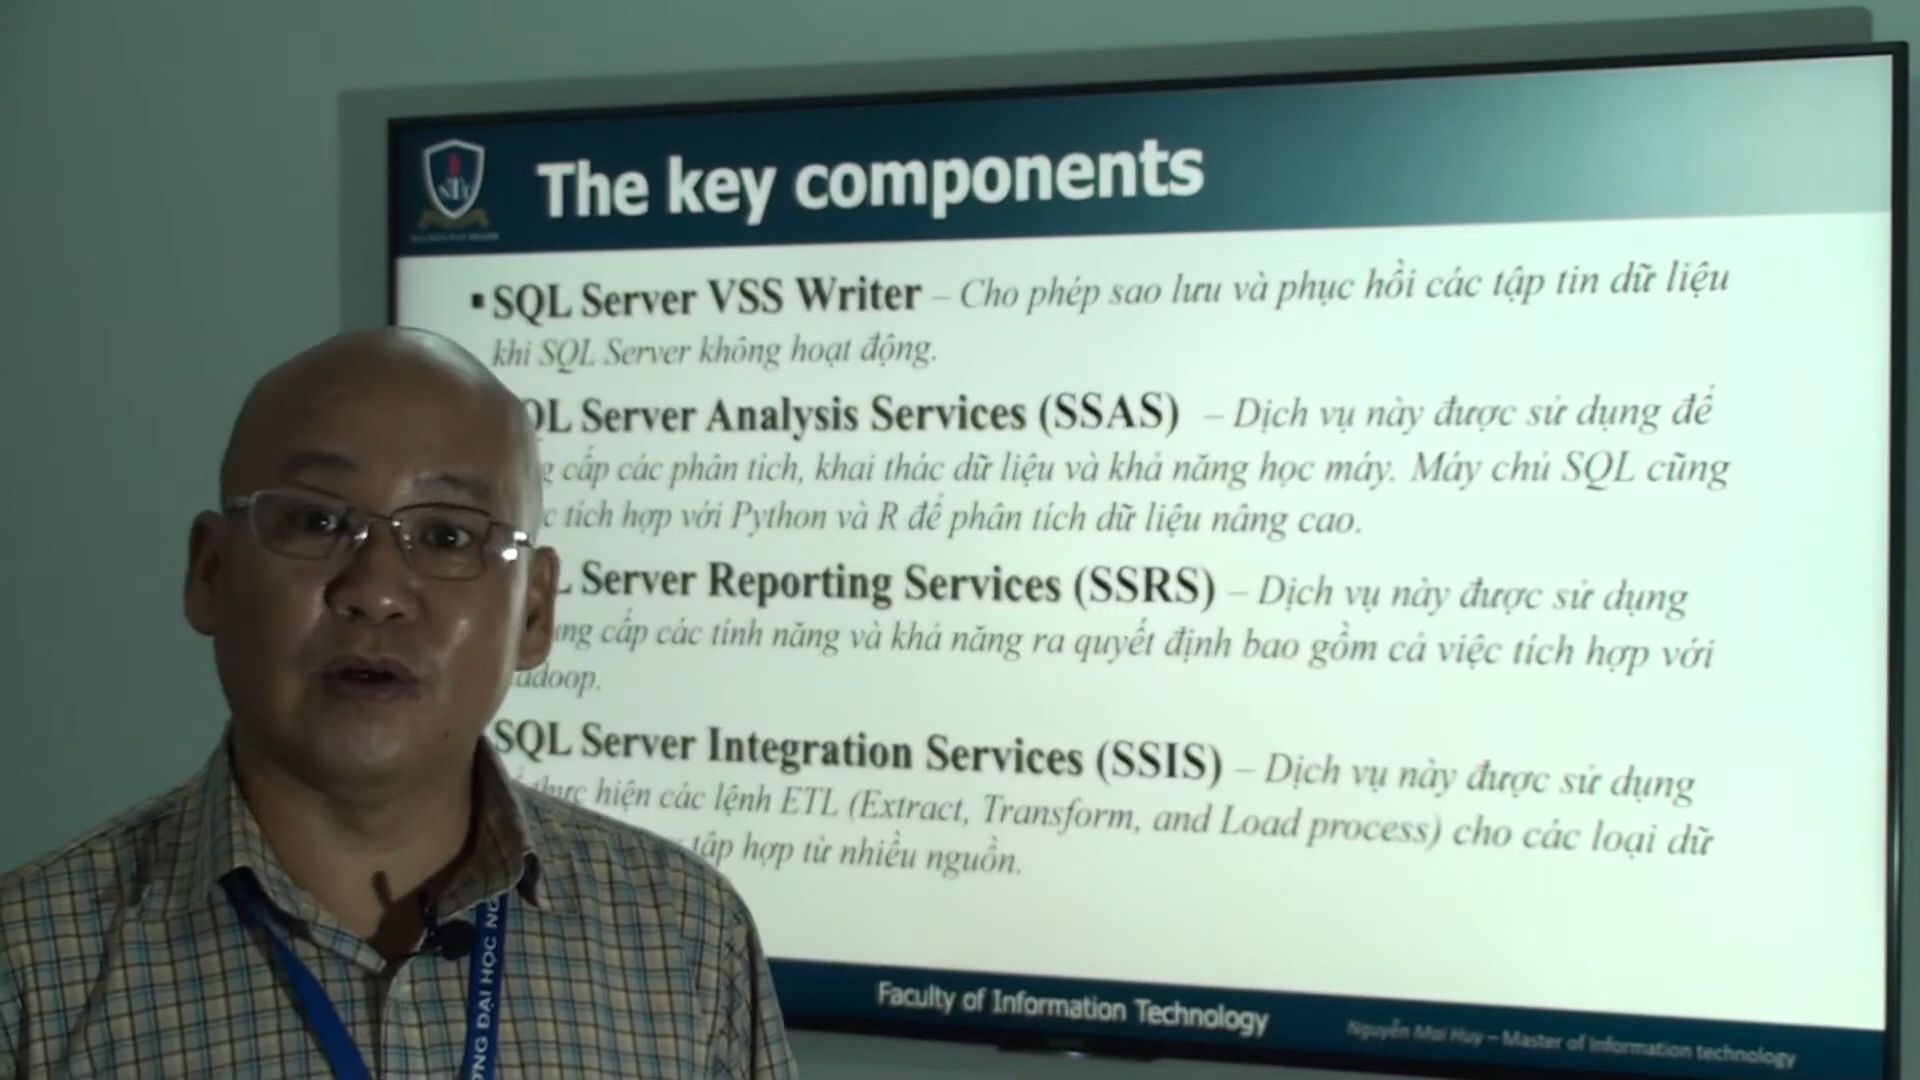 The key components
▪ SQL Server VSS Writer – Cho phép sao lưu và phục hồi các tập tin dữ liệu
khi SQL Server không hoạt động.
QL Server Analysis Services (SSAS) – Dịch vụ này được sử dụng để
cấp các phân tích, khai thác dữ liệu và khả năng học máy. Máy chủ SQL cũng
tích hợp với Python và R để phân tích dữ liệu nâng cao.
L Server Reporting Services (SSRS) – Dịch vụ này được sử dụng
ung cấp các tính năng và khả năng ra quyết định bao gồm cả việc tích hợp với
adoop.
SQL Server Integration Services (SSIS) – Dịch vụ này được sử dụng
thực hiện các lệnh ETL (Extract, Transform, and Load process) cho các loại dữ
tập hợp từ nhiều nguồn.
Faculty of Information Technology
Nguyễn Mai Huy – Master of Information technology
ỜNG ĐẠI HỌC NG